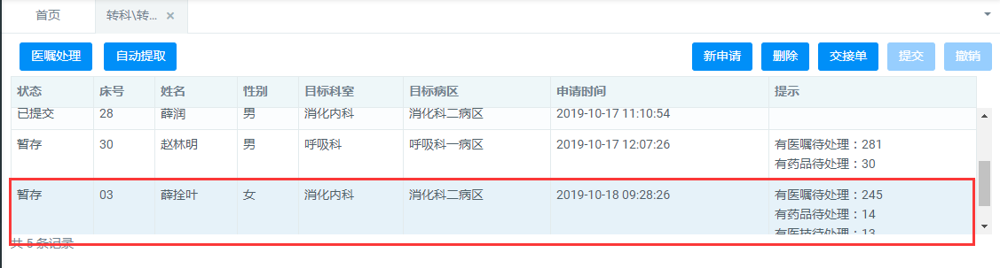 首页 转科\转... ×
医嘱处理 自动提取 新申请 删除 交接单 提交 撤销
状态 床号 姓名 性别 目标科室 目标病区 申请时间 提示
已提交 28 薛润 男 消化内科 消化科二病区 2019-10-17 11:10:54
暂存 30 赵林明 男 呼吸科 呼吸科一病区 2019-10-17 12:07:26 有医嘱待处理：281
有药品待处理：30
暂存 03 薛拴叶 女 消化内科 消化科二病区 2019-10-18 09:28:26 有医嘱待处理：245
有药品待处理：14
有医技待处理：13
共 5 条记录